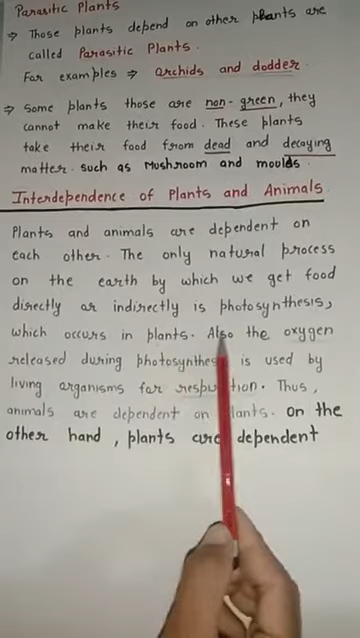 Parasitic Plants
⇒ Those plants depend on other plants are
called Parasitic Plants.
For examples ⇒ archids and dodder.
⇒ Some plants those are non-green, they
cannot make their food. These plants
take their food from dead and decaying
matter. such as Mushroom and moulds.
Interdependence of Plants and Animals
Plants and animals are dependent on
each other. The only natural process
on the earth by which we get food
directly or indirectly is photosynthesis,
which occurs in plants. Also the oxygen
released during is used by
living organisms for Thus,
animals are dependent on on the
other hand, plants are dependent